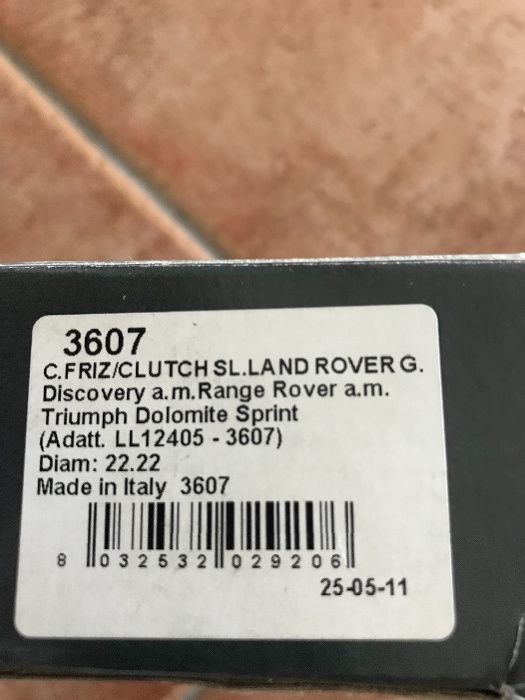 3607
C.FRIZ/CLUTCH SL.LAND ROVER G.
Discovery a.m.Range Rover a.m.
Triumph Dolomite Sprint
(Adatt. LL12405 - 3607)
Diam: 22.22
Made in Italy 3607
8 032532 029206
25-05-11